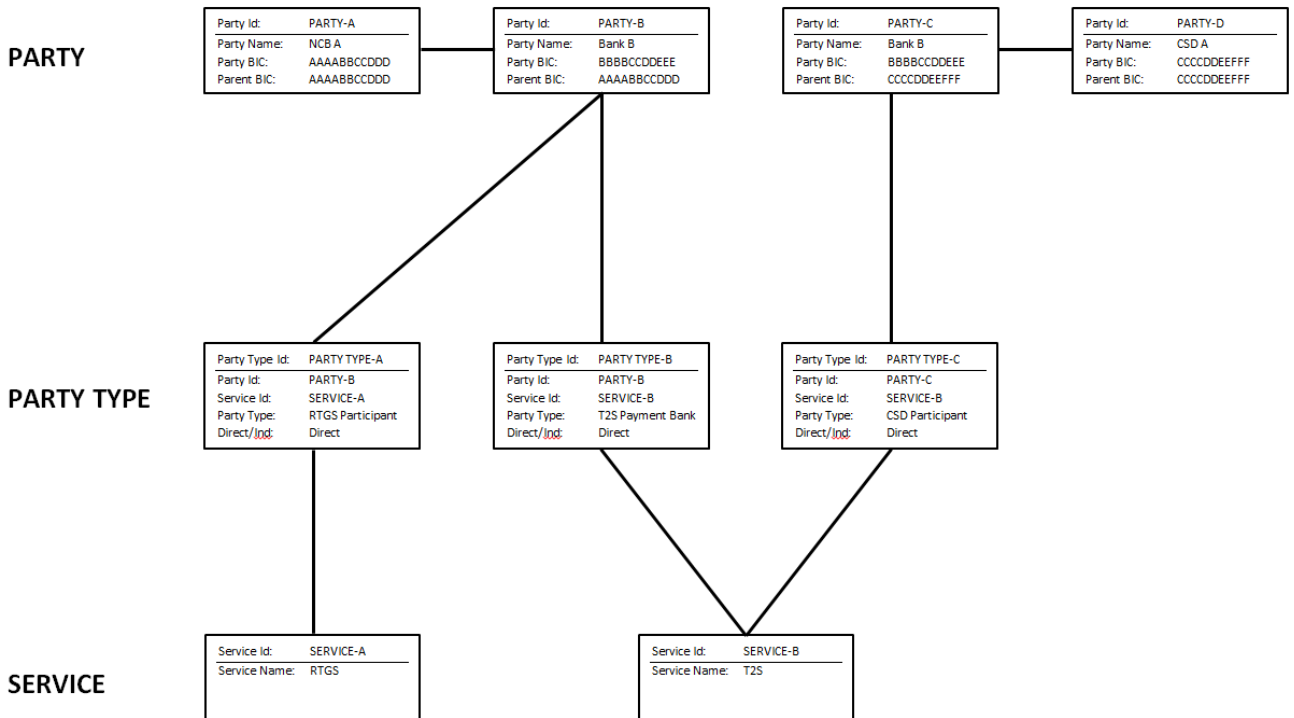 PARTY
Party Id: PARTY-A
Party Name: NCB A
Party BIC: AAAABBCCDDD
Parent BIC: AAAABBCCDDD
Party Id: PARTY-B
Party Name: Bank B
Party BIC: BBBBCCDDEEE
Parent BIC: AAAABBCCDDD
Party Id: PARTY-C
Party Name: Bank B
Party BIC: BBBBCCDDEEE
Parent BIC: CCCCDDEEFFF
Party Id: PARTY-D
Party Name: CSD A
Party BIC: CCCCDDEEFFF
Parent BIC: CCCCDDEEFFF
PARTY TYPE
Party Type Id: PARTY TYPE-A
Party Id: PARTY-B
Service Id: SERVICE-A
Party Type: RTGS Participant
Direct/Ind: Direct
Party Type Id: PARTY TYPE-B
Party Id: PARTY-B
Service Id: SERVICE-B
Party Type: T2S Payment Bank
Direct/Ind: Direct
Party Type Id: PARTY TYPE-C
Party Id: PARTY-C
Service Id: SERVICE-B
Party Type: CSD Participant
Direct/Ind: Direct
SERVICE
Service Id: SERVICE-A
Service Name: RTGS
Service Id: SERVICE-B
Service Name: T2S